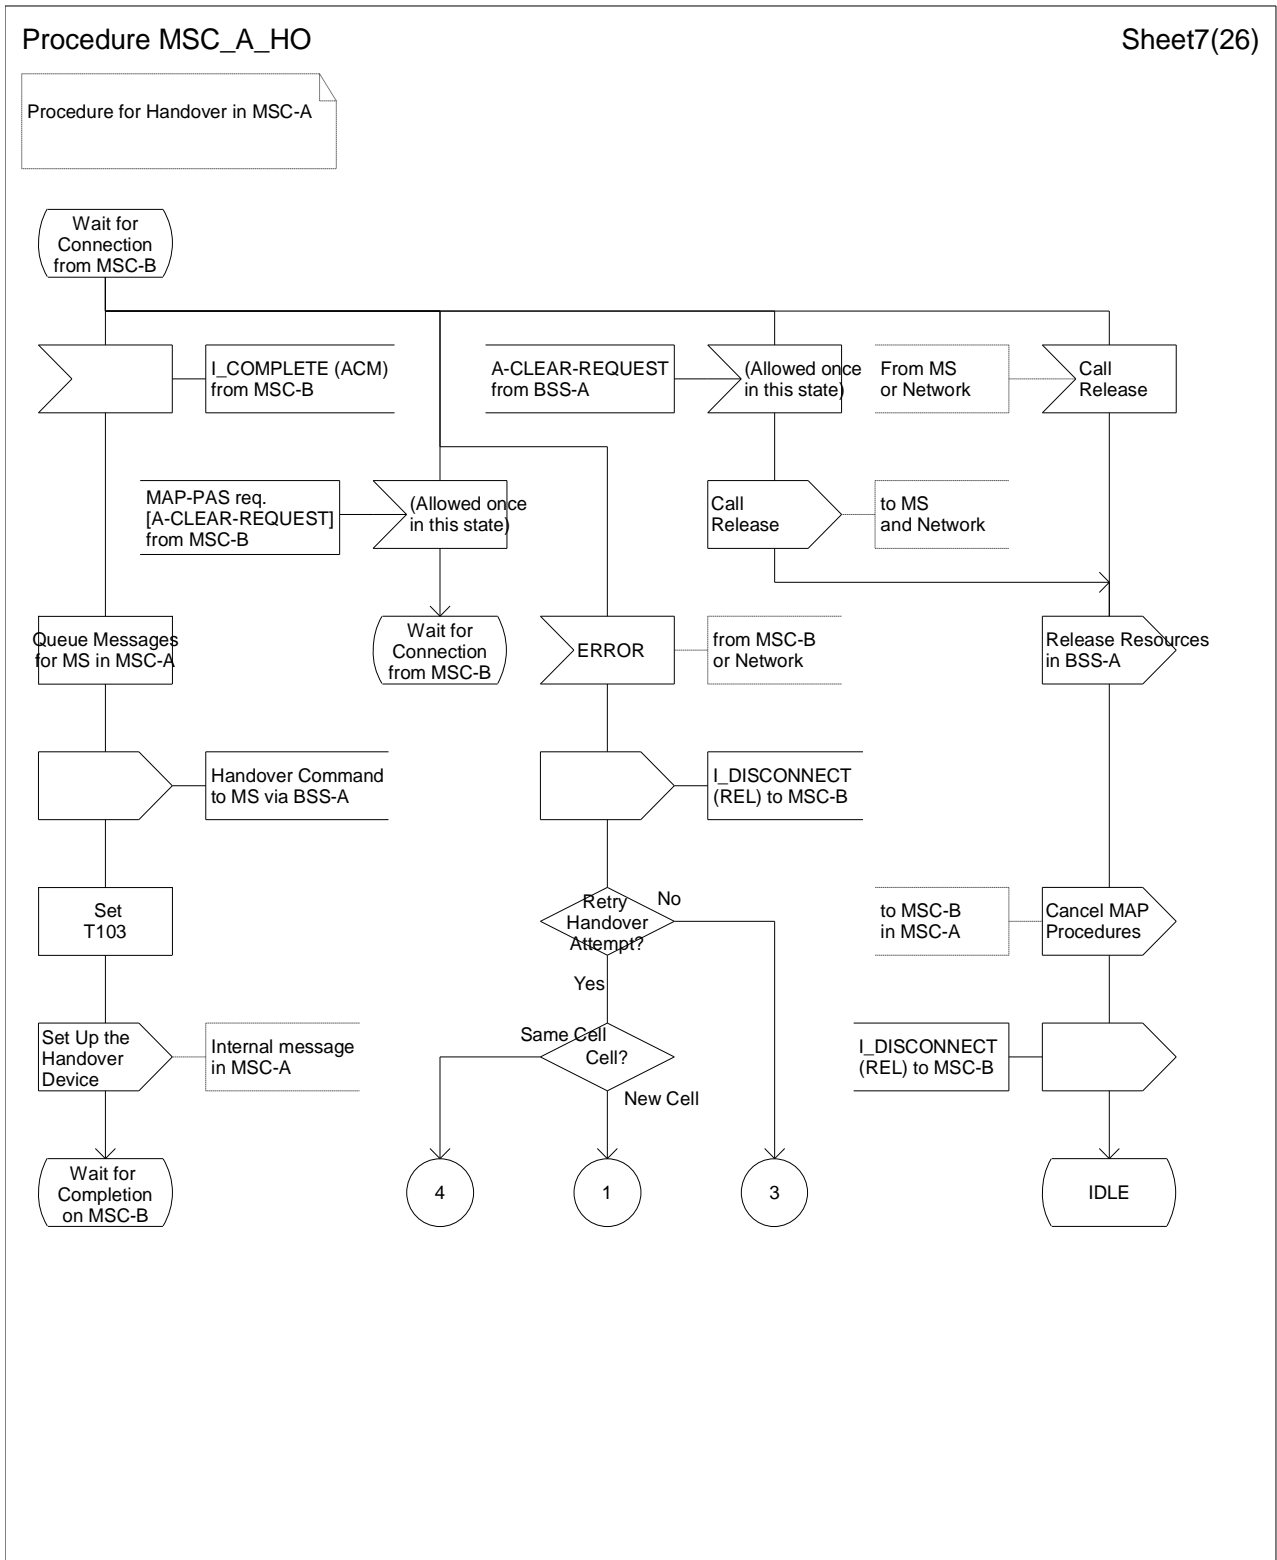 Procedure MSC_A_HO
Sheet7(26)
Procedure for Handover in MSC-A
Wait for
Connection
from MSC-B
I_COMPLETE (ACM)
from MSC-B
A-CLEAR-REQUEST
from BSS-A
(Allowed once
in this state)
From MS
or Network
Call
Release
MAP-PAS req.
[A-CLEAR-REQUEST]
from MSC-B
(Allowed once
in this state)
Call
Release
to MS
and Network
Queue Messages
for MS in MSC-A
Wait for
Connection
from MSC-B
ERROR
from MSC-B
or Network
Release Resources
in BSS-A
Handover Command
to MS via BSS-A
I_DISCONNECT
(REL) to MSC-B
Set
T103
Retry
Handover
Attempt?
No
Yes
to MSC-B
in MSC-A
Cancel MAP
Procedures
Set Up the
Handover
Device
Internal message
in MSC-A
Same Cell
Cell?
New Cell
I_DISCONNECT
(REL) to MSC-B
Wait for
Completion
on MSC-B
4
1
3
IDLE